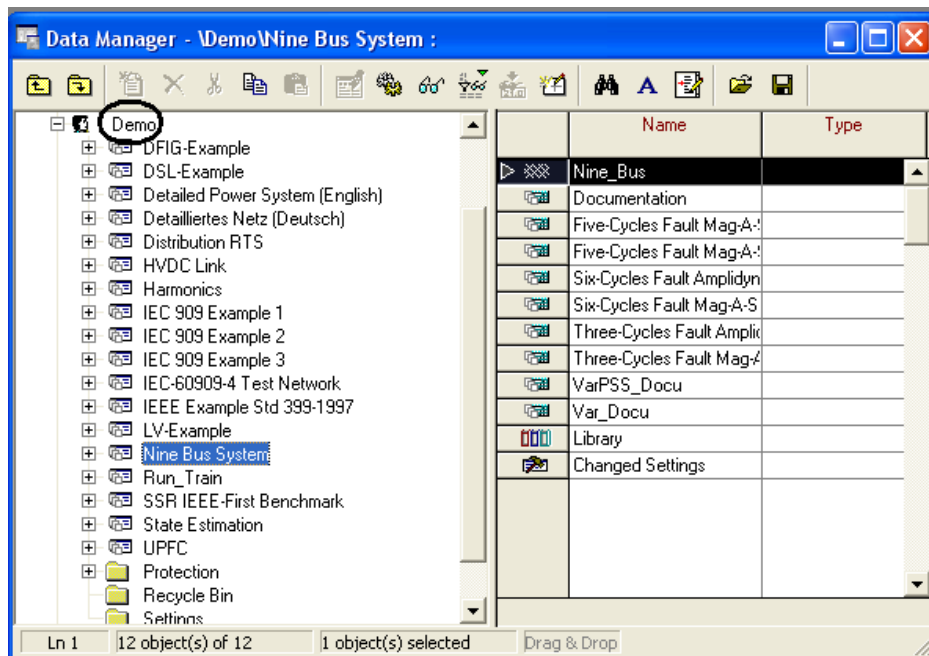 Data Manager - \Demo\Nine Bus System :
Demo
DFIG-Example
DSL-Example
Detailed Power System (English)
Detailliertes Netz (Deutsch)
Distribution RTS
HVDC Link
Harmonics
IEC 909 Example 1
IEC 909 Example 2
IEC 909 Example 3
IEC-60909-4 Test Network
IEEE Example Std 399-1997
LV-Example
Nine Bus System
Run_Train
SSR IEEE-First Benchmark
State Estimation
UPFC
Protection
Recycle Bin
Settings
Name Type
Nine_Bus
Documentation
Five-Cycles Fault Mag-A-
Five-Cycles Fault Mag-A-
Six-Cycles Fault Amplidyn
Six-Cycles Fault Mag-A-S
Three-Cycles Fault Amplid
Three-Cycles Fault Mag-A
VarPSS_Docu
Var_Docu
Library
Changed Settings
Ln 1 12 object(s) of 12 1 object(s) selected Drag & Drop